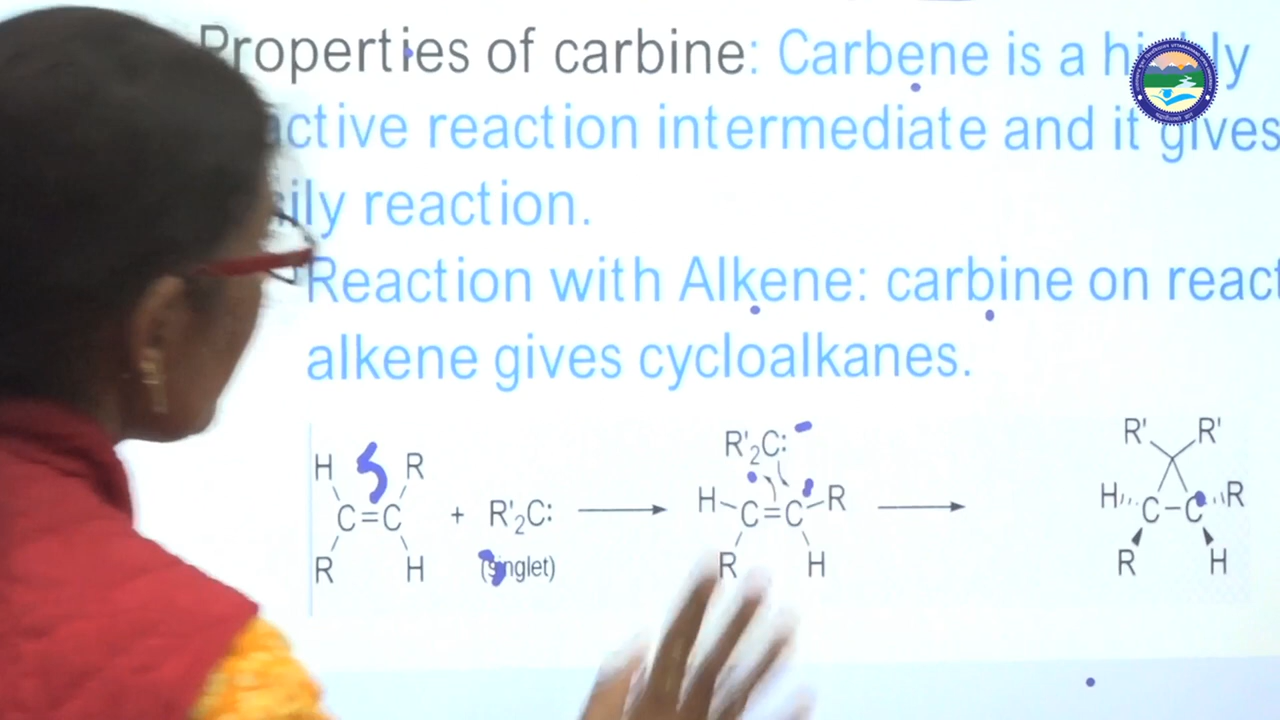 Properties of carbine: Carbene is a highly
active reaction intermediate and it gives
ily reaction.
Reaction with Alkene: carbine on react
alkene gives cycloalkanes.
H R R'₂C: R' R'
C=C + R'₂C: H C=C R H C-C R
R H (singlet) R H R H